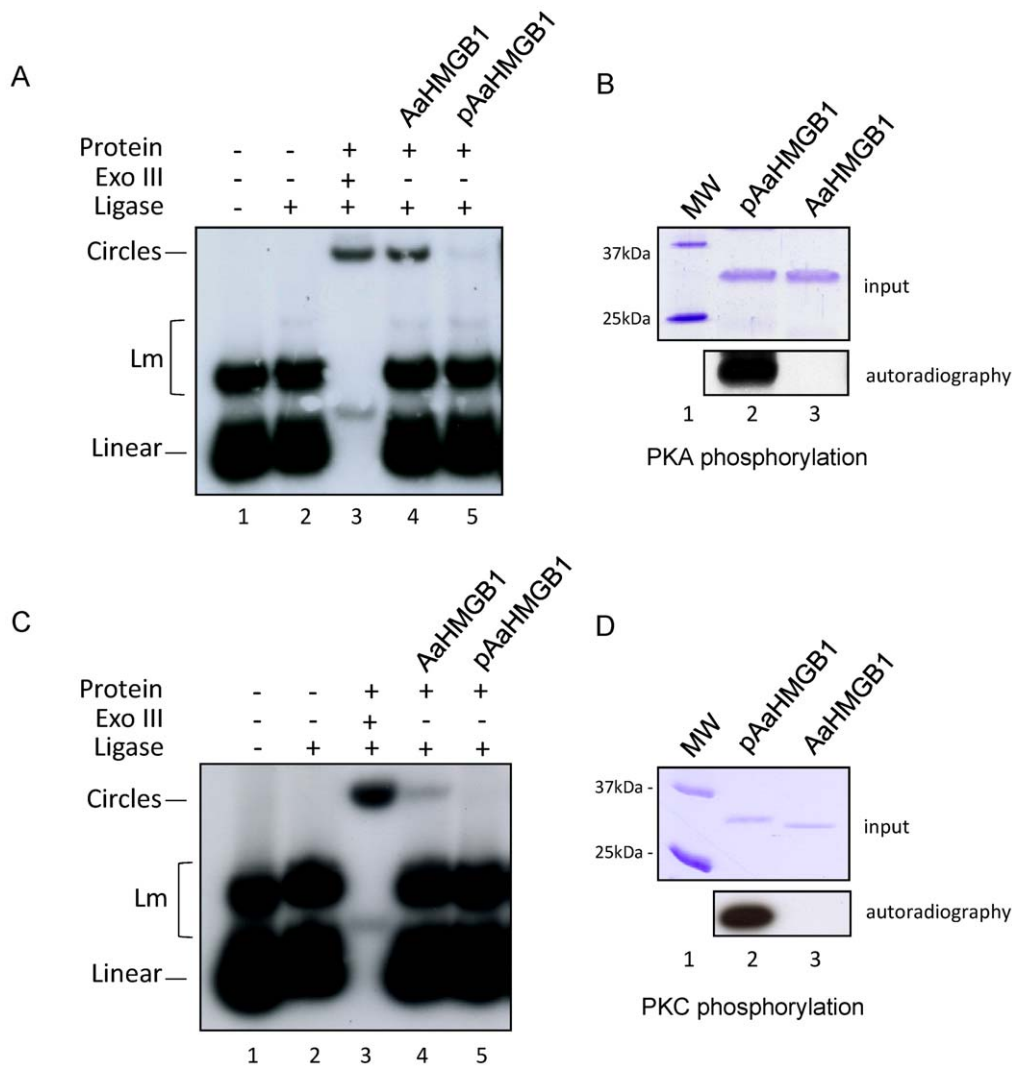 A
AaHMGB1
pAaHMGB1
Protein - - + + +
Exo III - - + - -
Ligase - + + + +
Circles
Lm
Linear
1 2 3 4 5
B
MW
pAaHMGB1
AaHMGB1
37kDa
25kDa
input
autoradiography
1 2 3
PKA phosphorylation
C
AaHMGB1
pAaHMGB1
Protein - - + + +
Exo III - - + - -
Ligase - + + + +
Circles
Lm
Linear
1 2 3 4 5
D
MW
pAaHMGB1
AaHMGB1
37kDa -
25kDa -
input
autoradiography
1 2 3
PKC phosphorylation